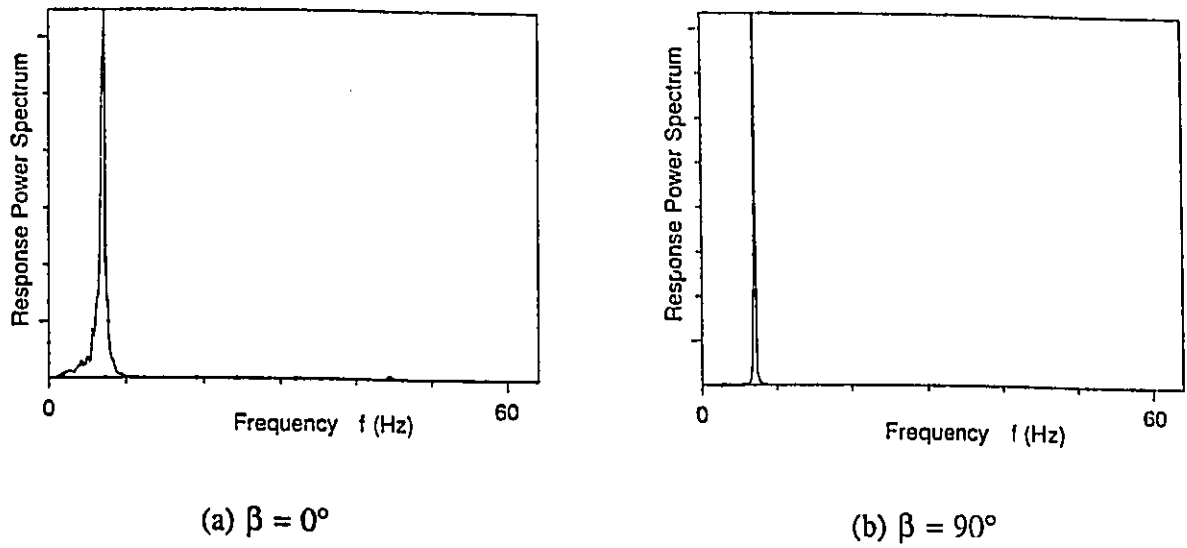 Response Power Spectrum
0
60
Frequency f (Hz)
(a) β = 0°
Response Power Spectrum
0
60
Frequency f (Hz)
(b) β = 90°